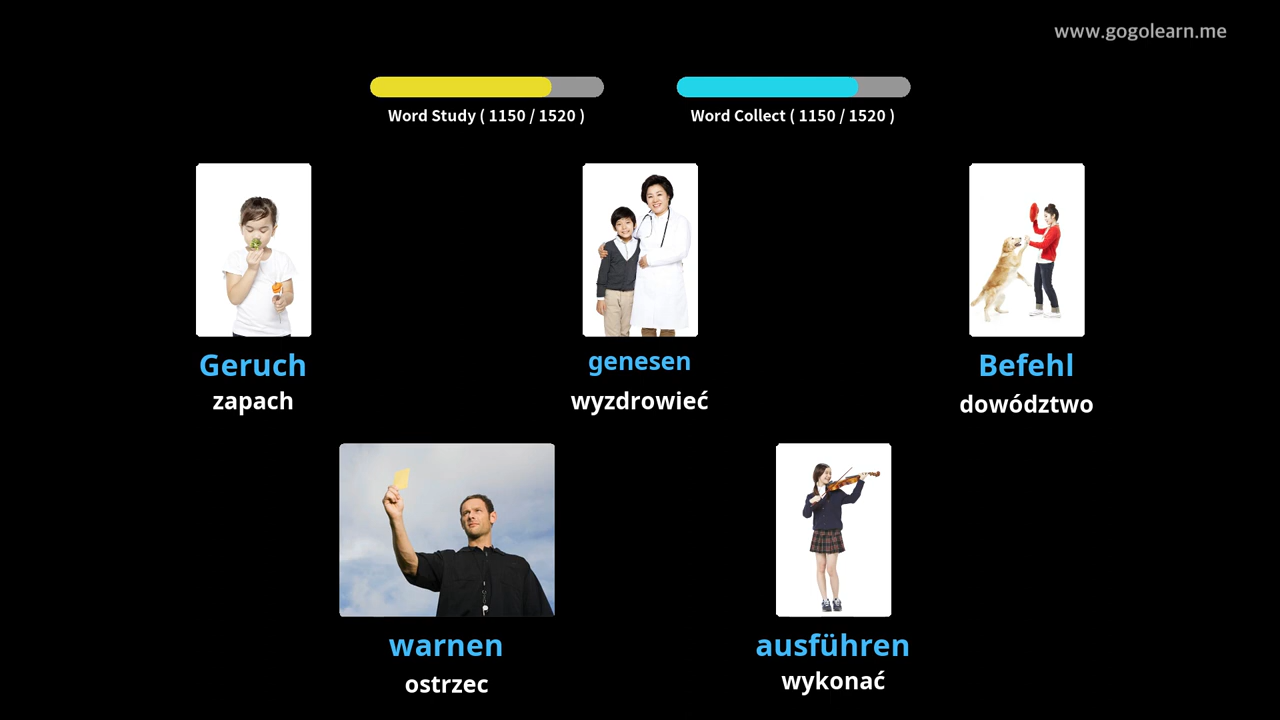 www.gogolearn.me
Word Study ( 1150 / 1520 )
Word Collect ( 1150 / 1520 )
Geruch
zapach
genesen
wyzdrowieć
Befehl
dowództwo
warnen
ostrzec
ausführen
wykonać